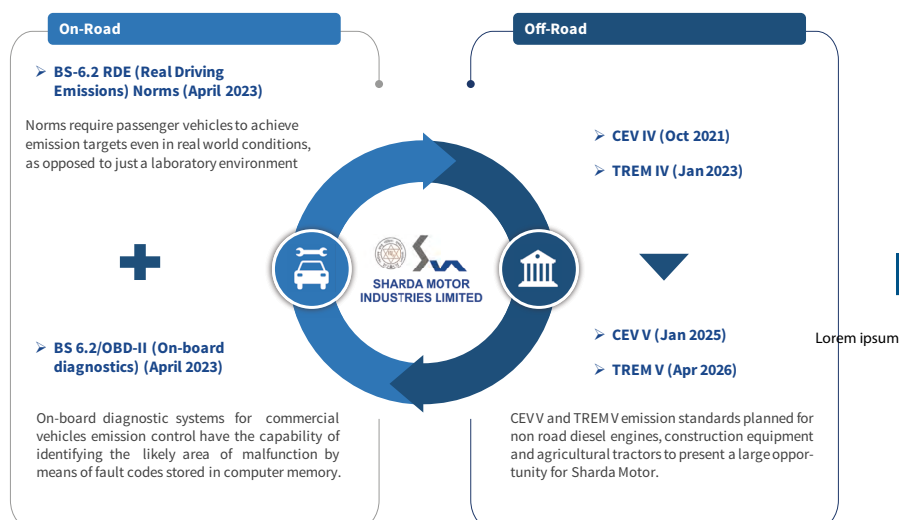 On-Road
BS-6.2 RDE (Real Driving
Emissions) Norms (April 2023)
Norms require passenger vehicles to achieve
emission targets even in real world conditions,
as opposed to just a laboratory environment
BS 6.2/OBD-II (On-board
diagnostics) (April 2023)
On-board diagnostic systems for commercial
vehicles emission control have the capability of
identifying the likely area of malfunction by
means of fault codes stored in computer memory.
SHARDA MOTOR
INDUSTRIES LIMITED
Off-Road
CEV IV (Oct 2021)
TREM IV (Jan 2023)
CEV V (Jan 2025)
TREM V (Apr 2026)
CEV V and TREM V emission standards planned for
non road diesel engines, construction equipment
and agricultural tractors to present a large oppor-
tunity for Sharda Motor.
Lorem ipsum